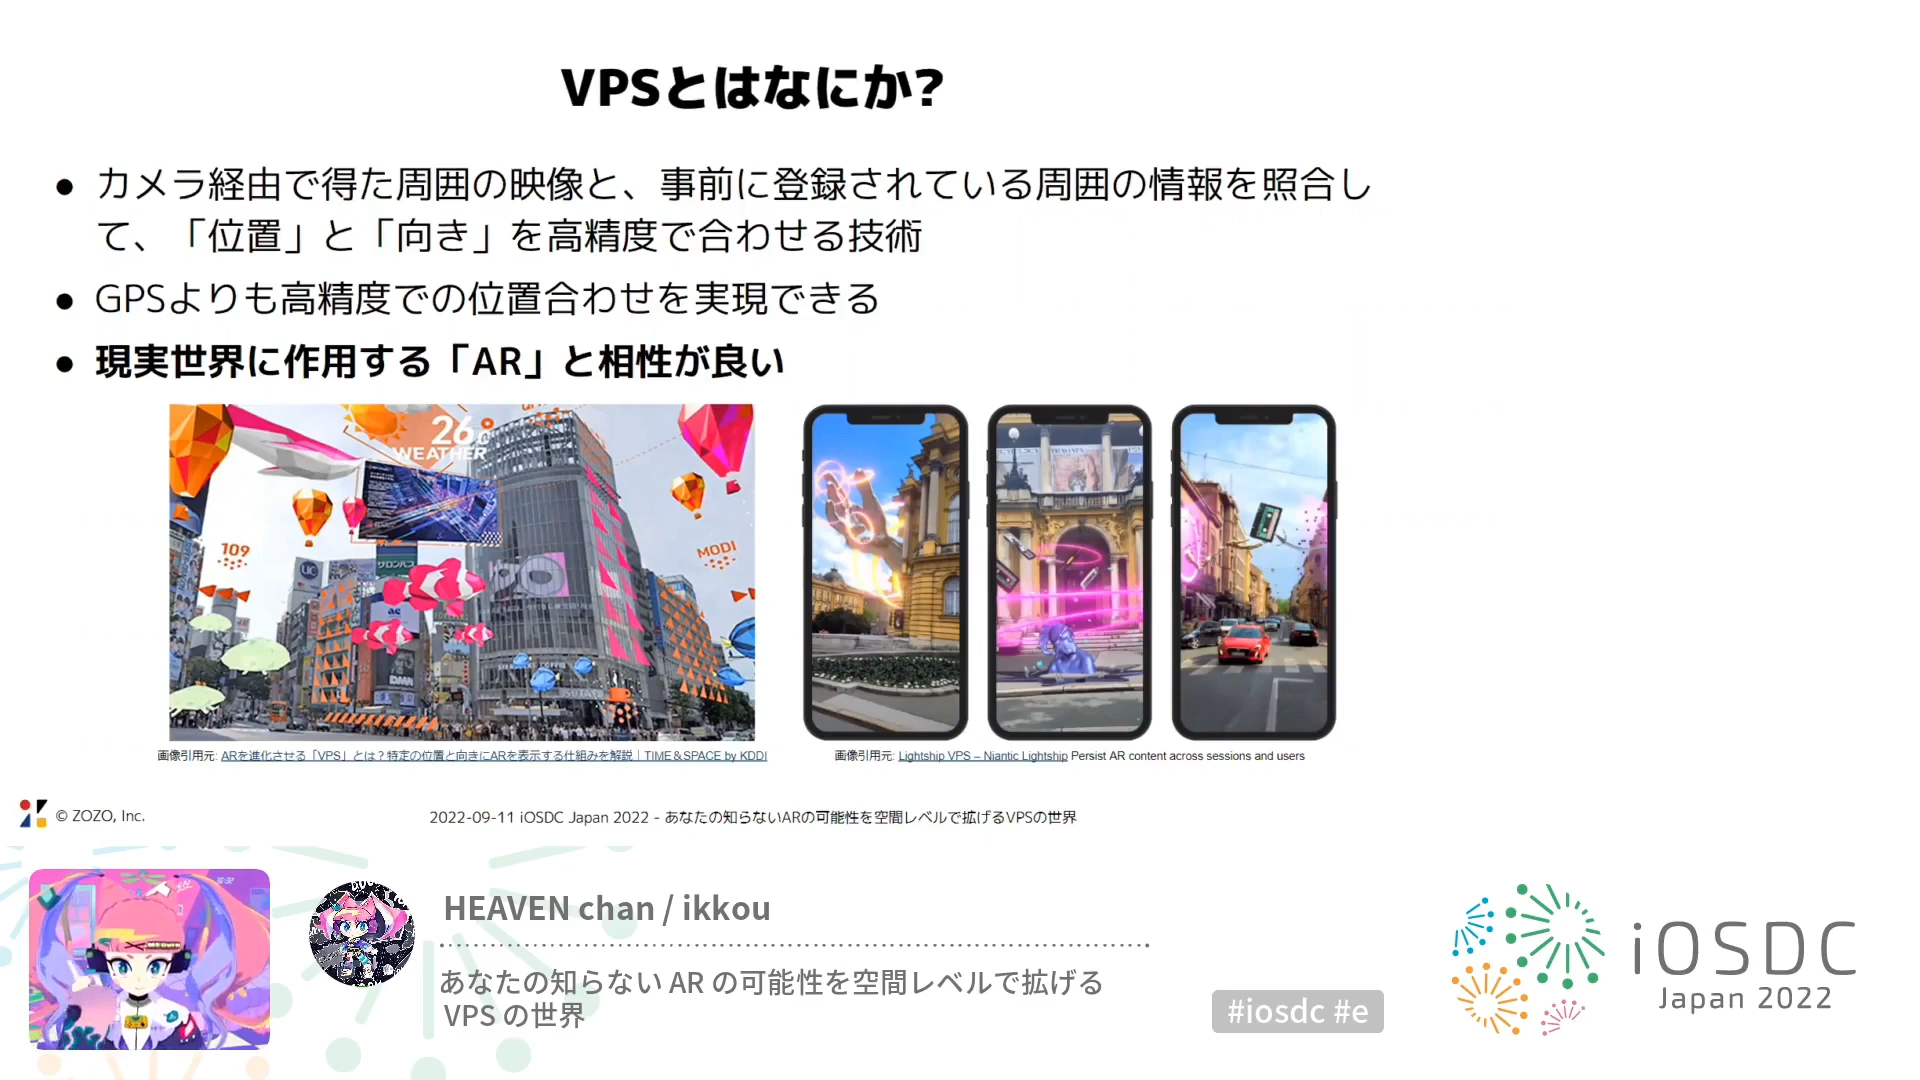 VPSとはなにか?
● カメラ経由で得た周囲の映像と、事前に登録されている周囲の情報を照合し
て、「位置」と「向き」を高精度で合わせる技術
● GPSよりも高精度での位置合わせを実現できる
● 現実世界に作用する「AR」と相性が良い
26°
WEATHER
109
MODI
サロンパス
DMN
TRAVIATA
画像引用元: ARを進化させる「VPS」とは？特定の位置と向きにARを表示する仕組みを解説｜TIME＆SPACE by KDDI
画像引用元: Lightship VPS – Niantic Lightship Persist AR content across sessions and users
© ZOZO, Inc.
2022-09-11 iOSDC Japan 2022 - あなたの知らないARの可能性を空間レベルで拡げるVPSの世界
HEAVEN chan / ikkou
あなたの知らない AR の可能性を空間レベルで拡げる
VPS の世界
#iosdc #e
iOSDC
Japan 2022